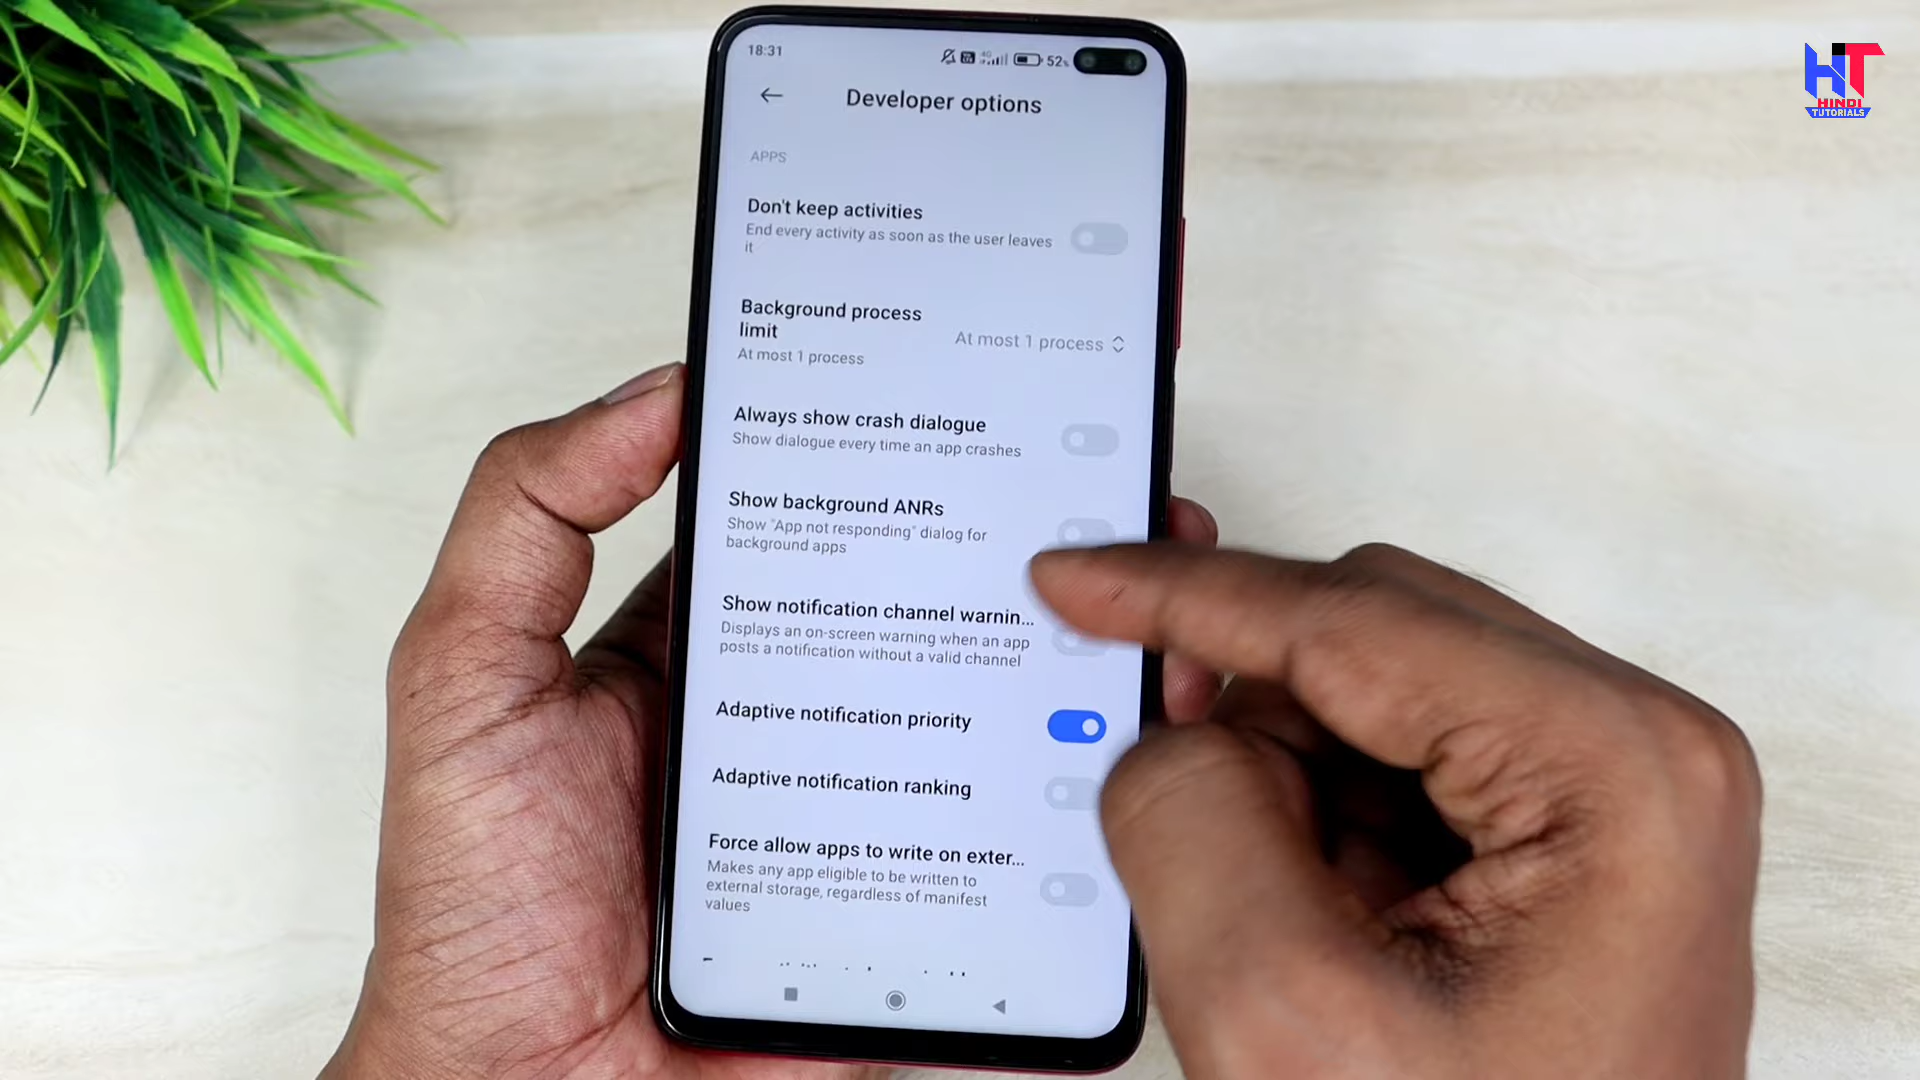 18:31
4G
52%
HT
HINDI
TUTORIALS
Developer options
APPS
Don't keep activities
End every activity as soon as the user leaves
it
Background process
limit
At most 1 process
At most 1 process
Always show crash dialogue
Show dialogue every time an app crashes
Show background ANRs
Show "App not responding" dialog for
background apps
Show notification channel warnin...
Displays an on-screen warning when an app
posts a notification without a valid channel
Adaptive notification priority
Adaptive notification ranking
Force allow apps to write on exter...
Makes any app eligible to be written to
external storage, regardless of manifest
values